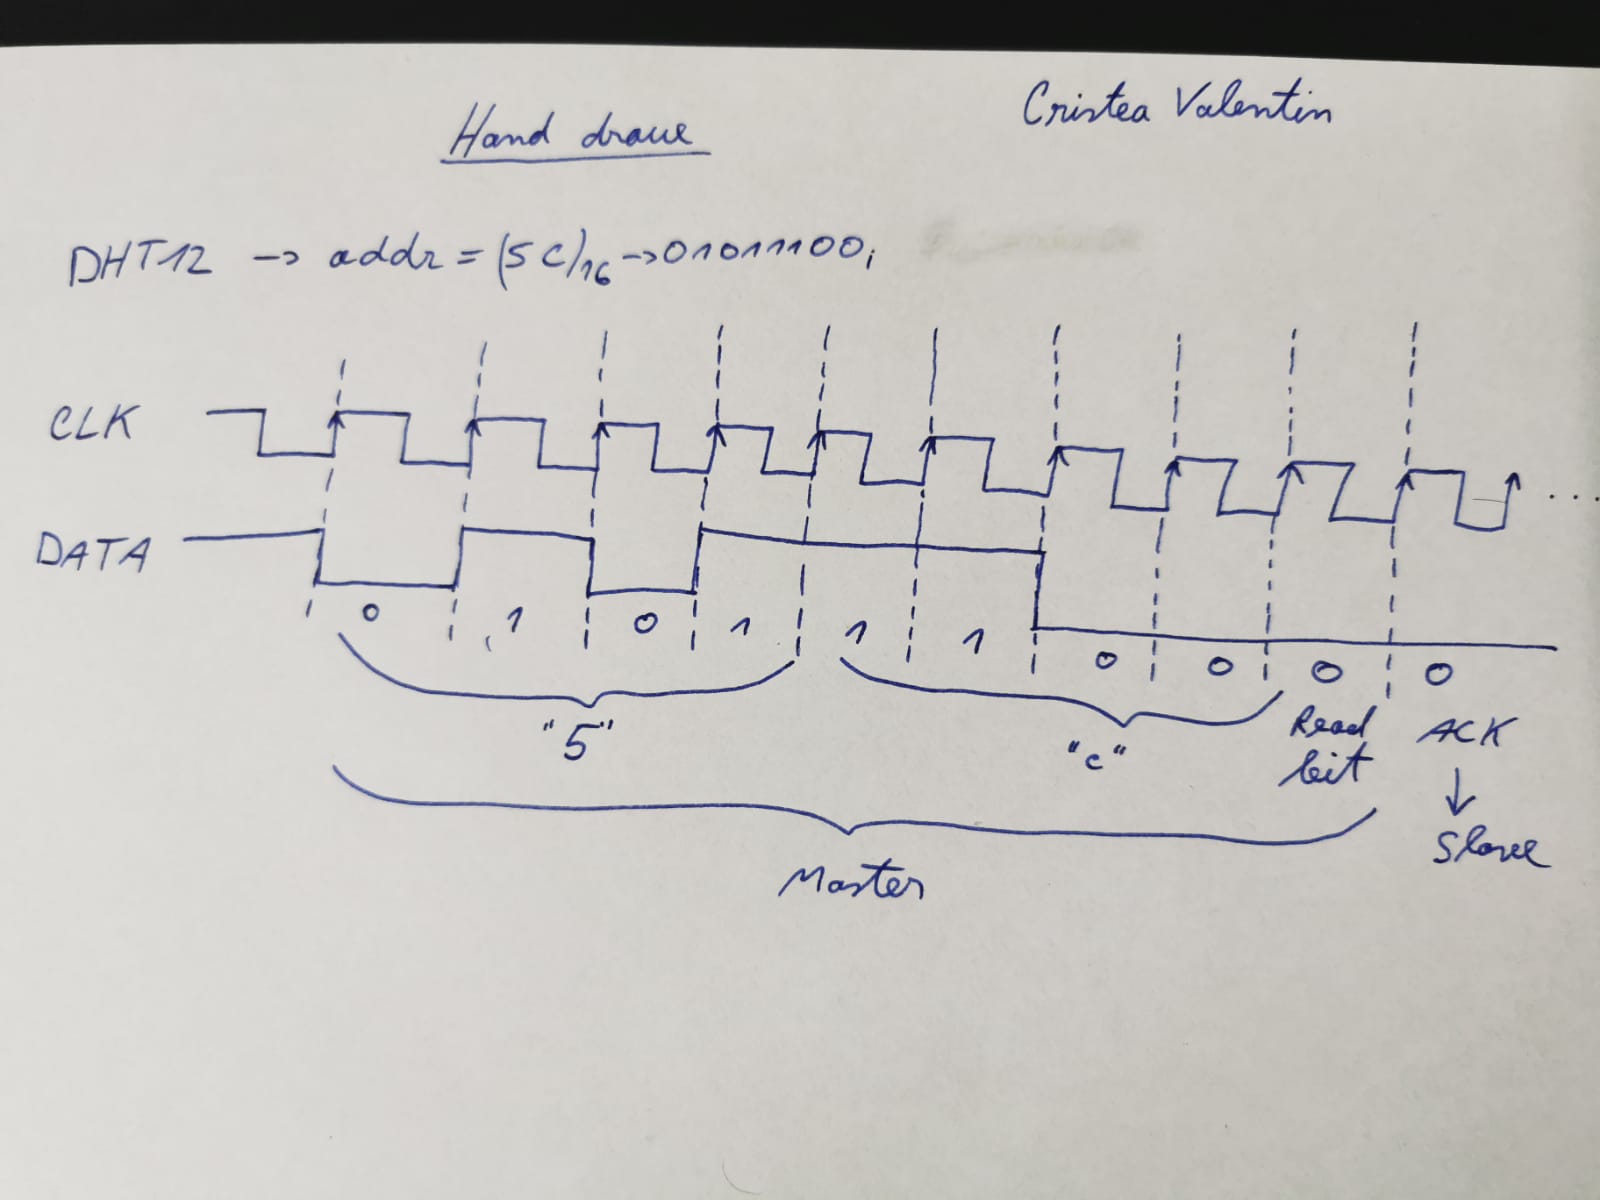 Cristea Valentin
Hand draue
DHT12 -> addr = (5C)16 -> 01011100;
CLK
...
DATA
0 1 0 1 1 1 0 0 0 0
"5" "c" Read bit ACK
Slave
Master